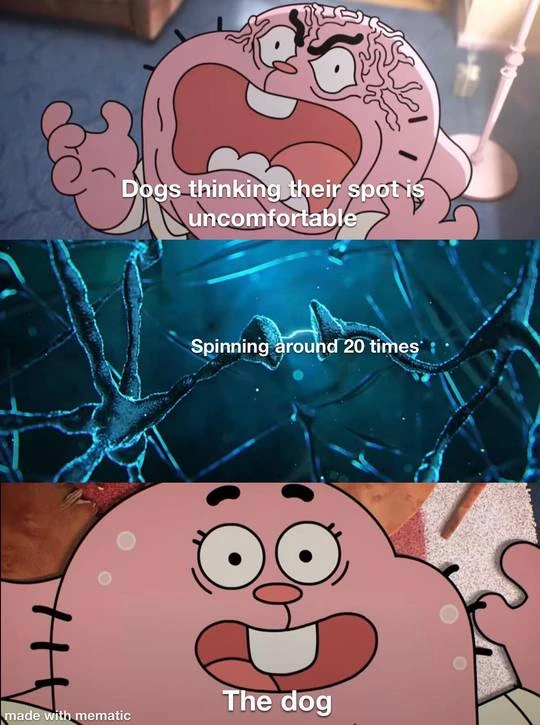 Dogs thinking their spot is
uncomfortable
Spinning around 20 times
The dog
made with mematic